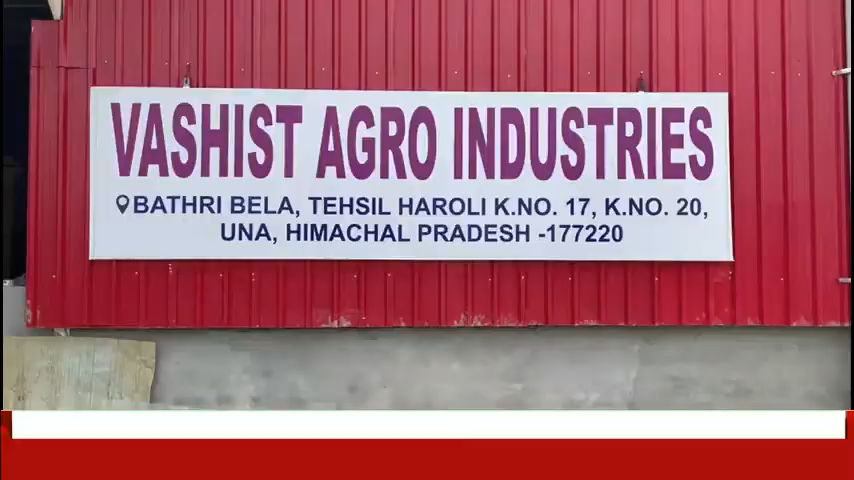 VASHIST AGRO INDUSTRIES
BATHRI BELA, TEHSIL HAROLI K.NO. 17, K.NO. 20,
UNA, HIMACHAL PRADESH -177220